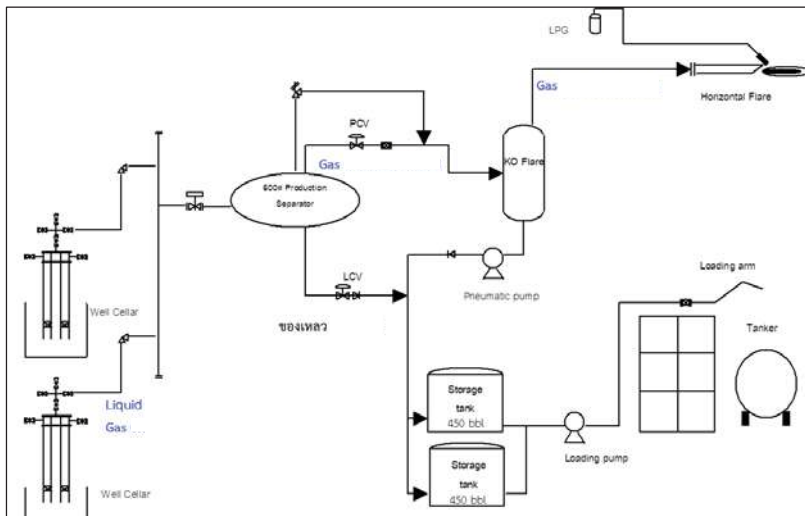 LPG
Gas
Horizontal Flare
PCV
Gas
KO Flare
600# Production
Separator
Well Cellar
LCV
Pneumatic pump
Loading arm
ของเหลว
Tanker
Liquid
Gas
Storage
tank
450 bbl
Loading pump
Storage
tank
450 bbl
Well Cellar